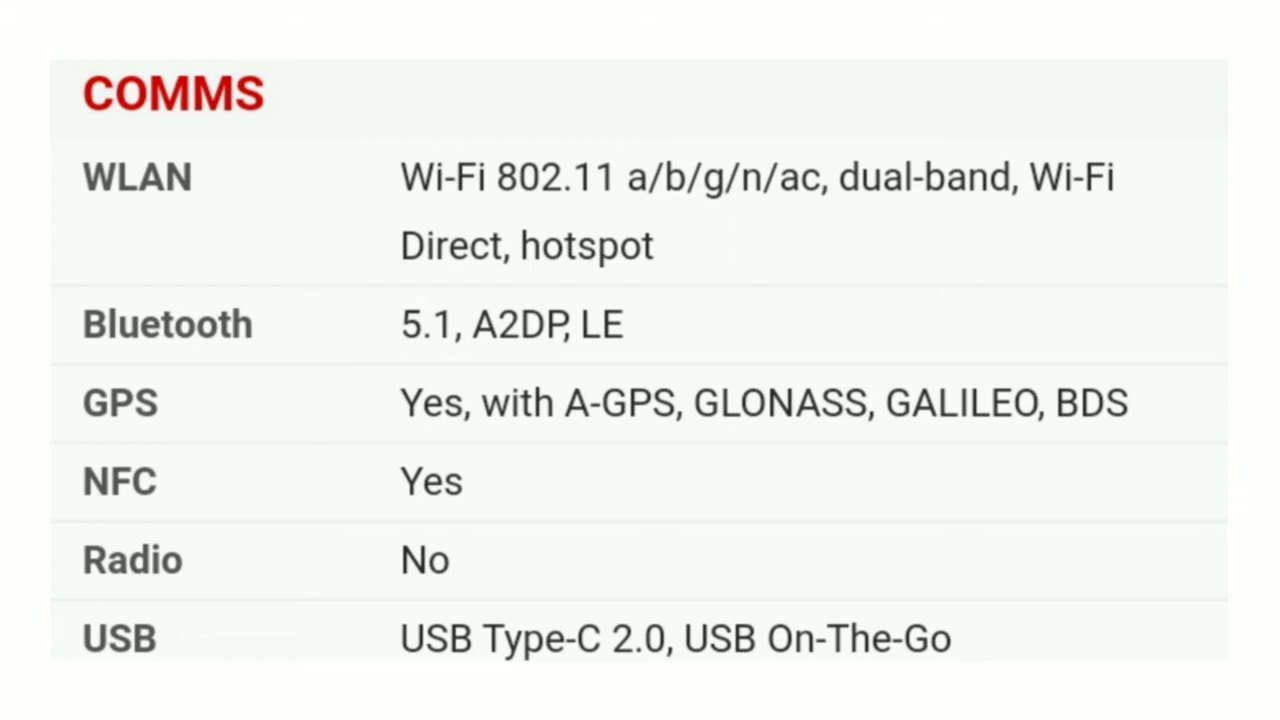 COMMS
WLAN Wi-Fi 802.11 a/b/g/n/ac, dual-band, Wi-Fi
Direct, hotspot
Bluetooth 5.1, A2DP, LE
GPS Yes, with A-GPS, GLONASS, GALILEO, BDS
NFC Yes
Radio No
USB USB Type-C 2.0, USB On-The-Go